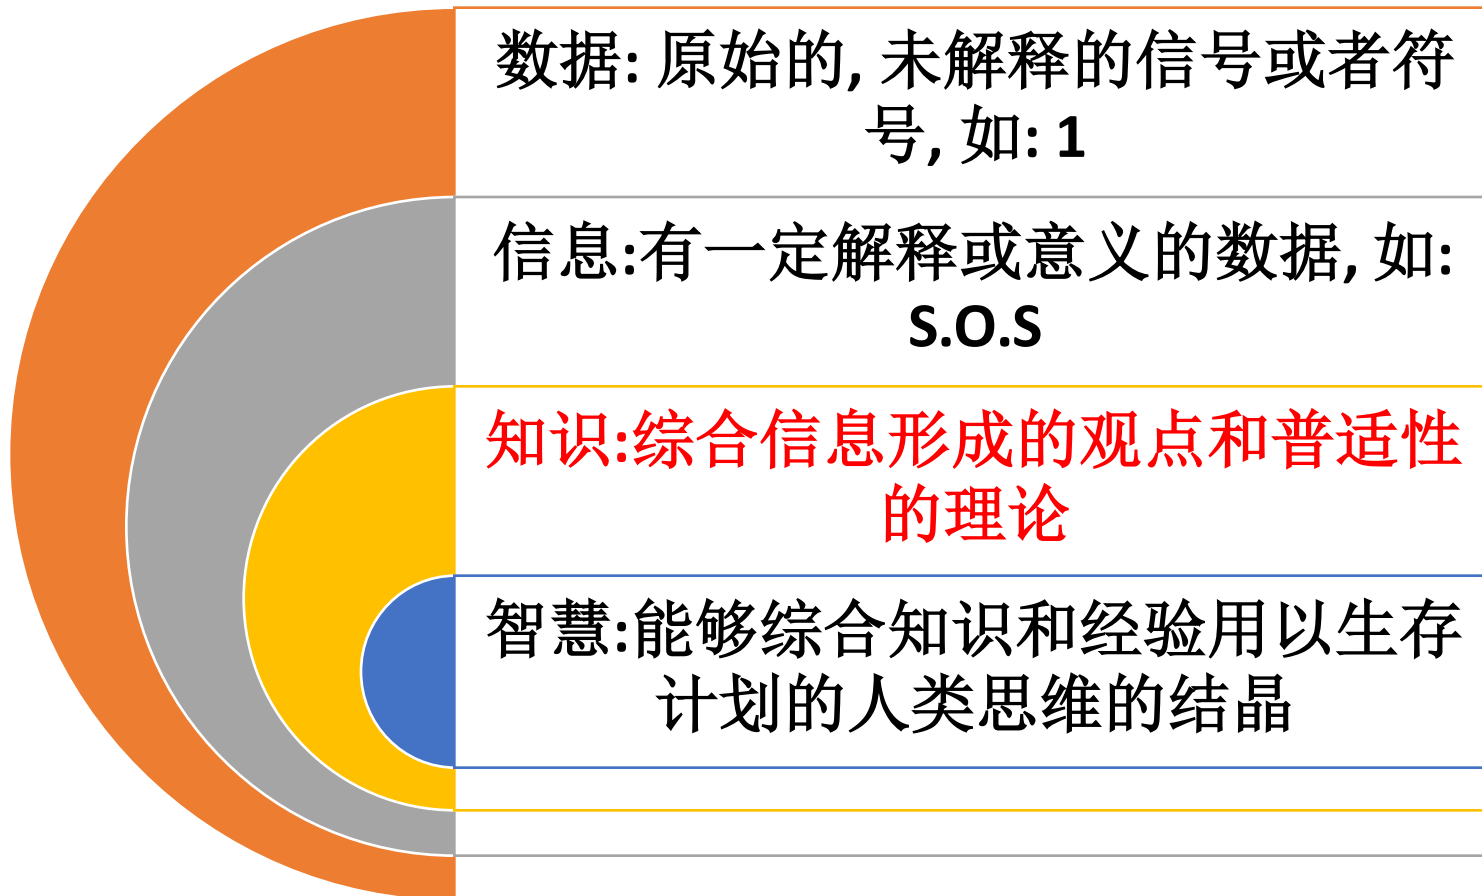 数据: 原始的, 未解释的信号或者符
号, 如: 1
信息:有一定解释或意义的数据, 如:
S.O.S
知识:综合信息形成的观点和普适性
的理论
智慧:能够综合知识和经验用以生存
计划的人类思维的结晶